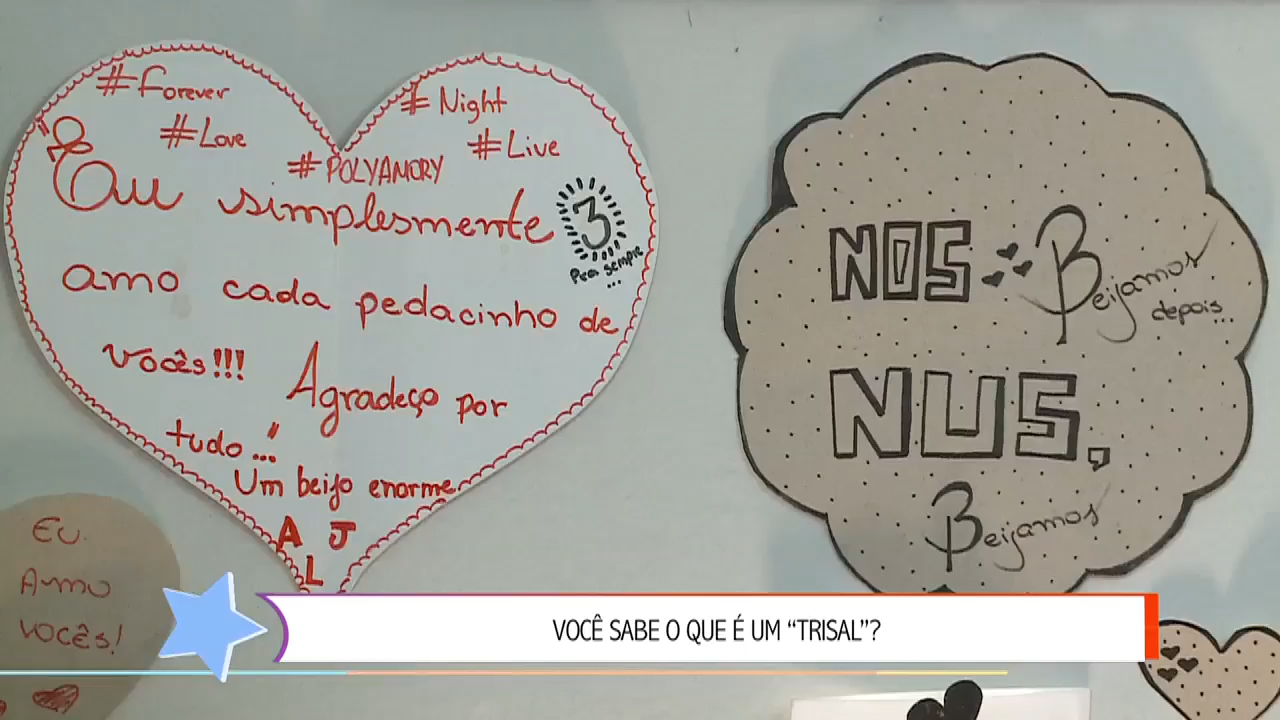 #Forever
#Night
#Love
#Live
#POLYAMORY
Eu simplesmente
3
Pra sempre
...
amo cada pedacinho de
vocês!!!
Agradeço por
tudo...!
Um beijo enorme.
A J
L
NOS Beijamos
depois...
NUS,
Beijamos
EU
AMO
VOCÊS!
VOCÊ SABE O QUE É UM “TRISAL”?